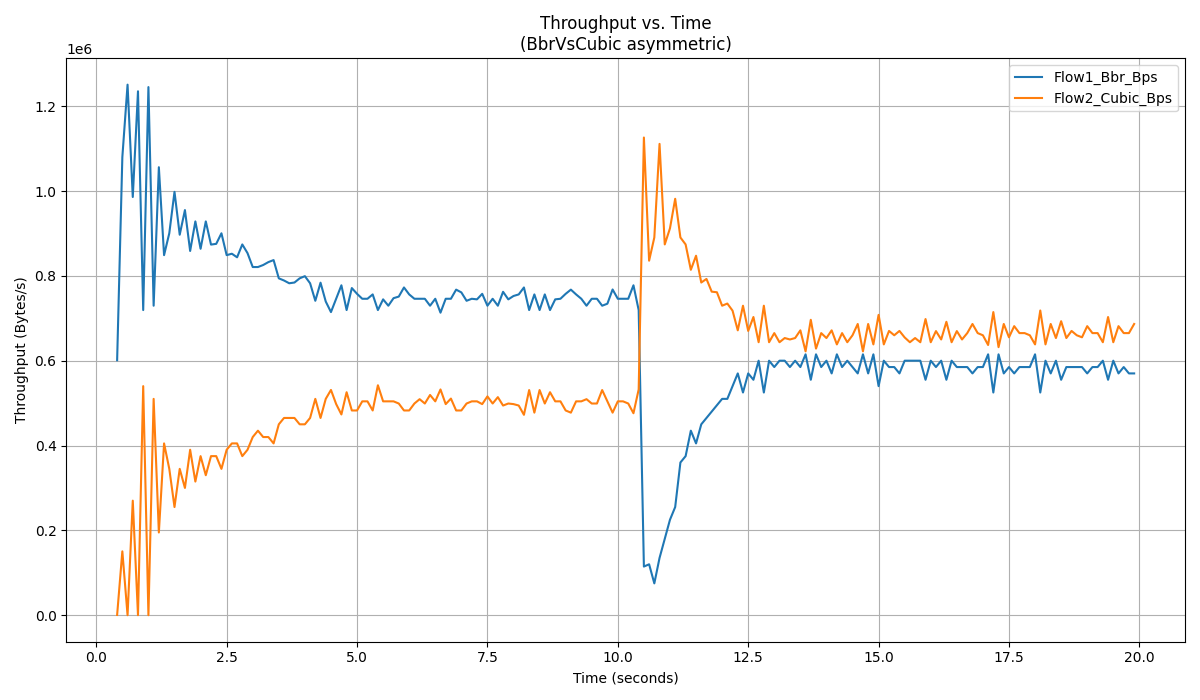 Throughput vs. Time
(BbrVsCubic asymmetric)
1e6
Flow1_Bbr_Bps
Flow2_Cubic_Bps
Throughput (Bytes/s)
1.2
1.0
0.8
0.6
0.4
0.2
0.0
0.0 2.5 5.0 7.5 10.0 12.5 15.0 17.5 20.0
Time (seconds)